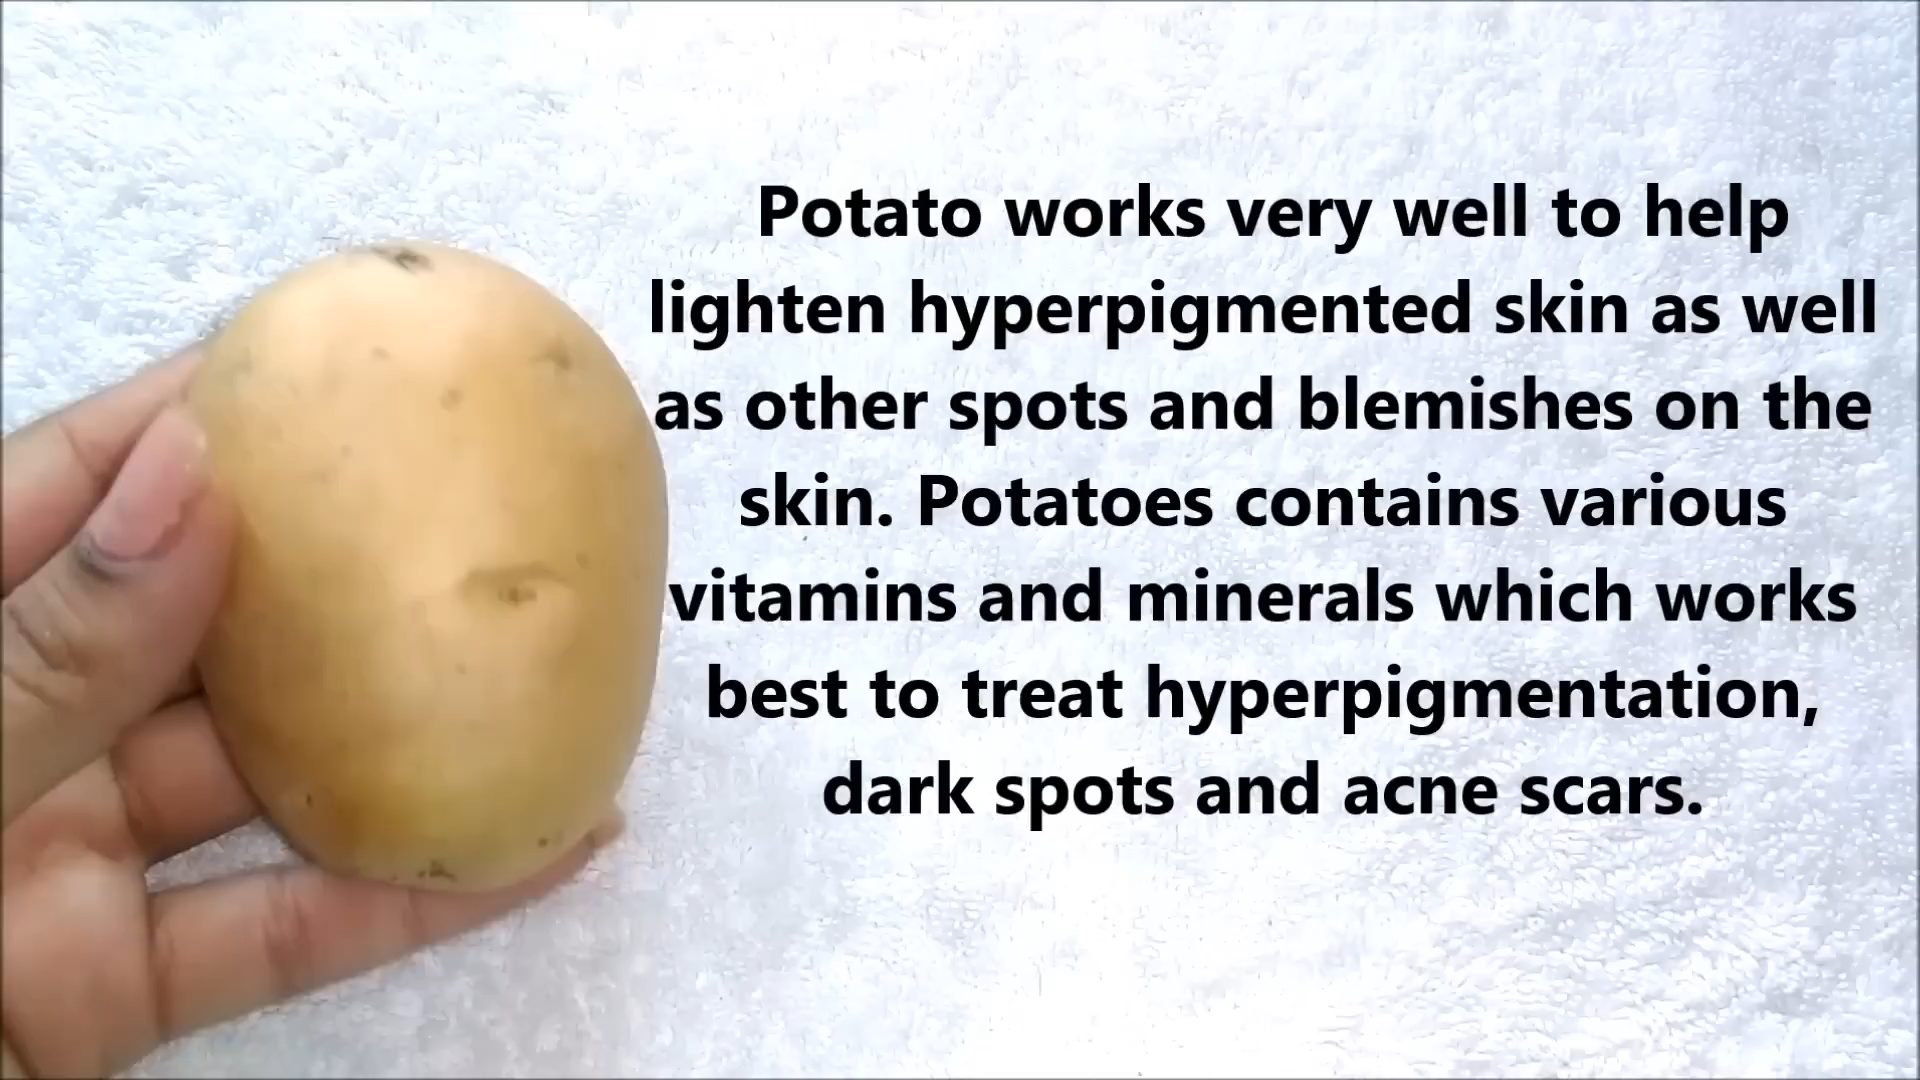 Potato works very well to help
lighten hyperpigmented skin as well
as other spots and blemishes on the
skin. Potatoes contains various
vitamins and minerals which works
best to treat hyperpigmentation,
dark spots and acne scars.